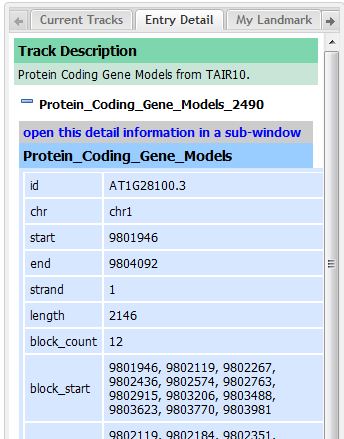 Current Tracks Entry Detail My Landmark
Track Description
Protein Coding Gene Models from TAIR10.
Protein_Coding_Gene_Models_2490
open this detail information in a sub-window
Protein_Coding_Gene_Models
id AT1G28100.3
chr chr1
start 9801946
end 9804092
strand 1
length 2146
block_count 12
block_start 9801946, 9802119, 9802267,
9802436, 9802574, 9802763,
9802915, 9803206, 9803488,
9803623, 9803770, 9803981
9802119, 9802184, 9802351,